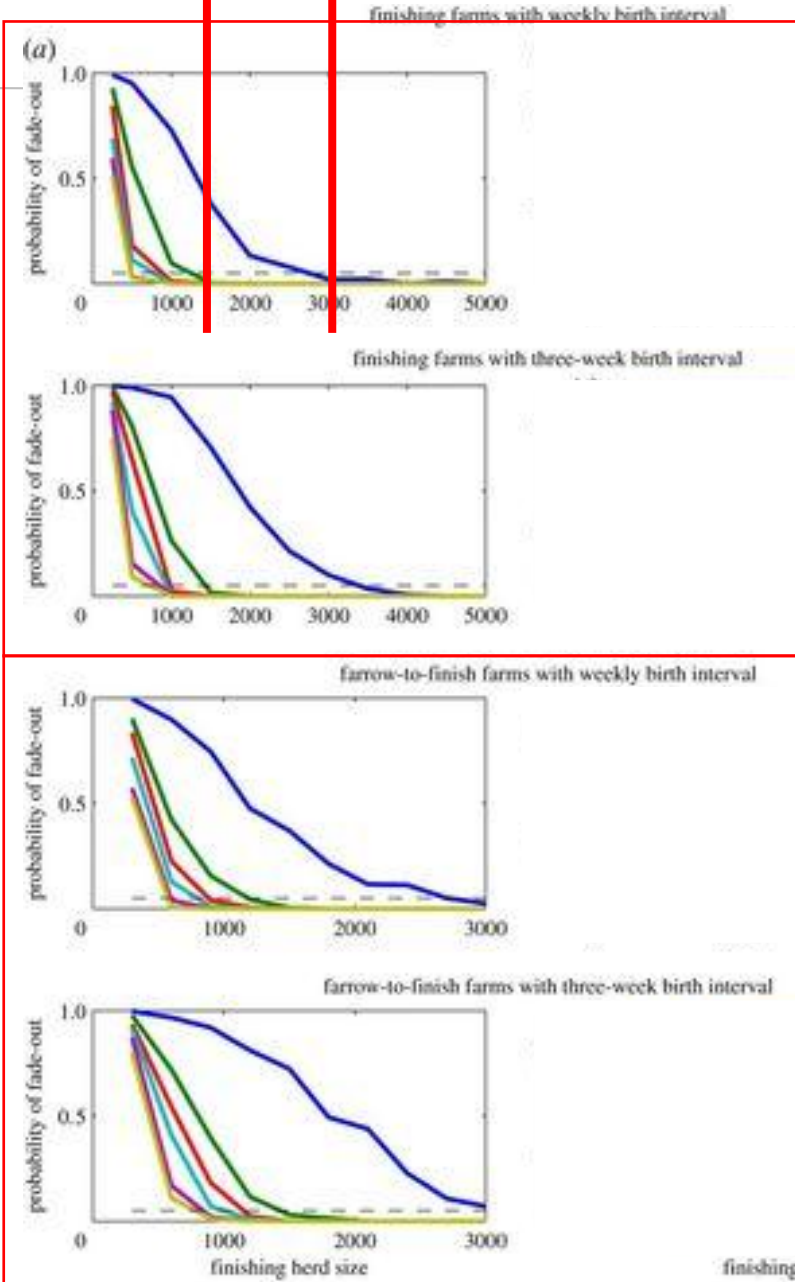 finishing farms with weekly birth interval
(a)
1.0
0.5
probability of fade-out
0 1000 2000 3000 4000 5000
finishing farms with three-week birth interval
1.0
0.5
probability of fade-out
0 1000 2000 3000 4000 5000
farrow-to-finish farms with weekly birth interval
1.0
0.5
probability of fade-out
0 1000 2000 3000
farrow-to-finish farms with three-week birth interval
1.0
0.5
probability of fade-out
0 1000 2000 3000
finishing herd size finishing